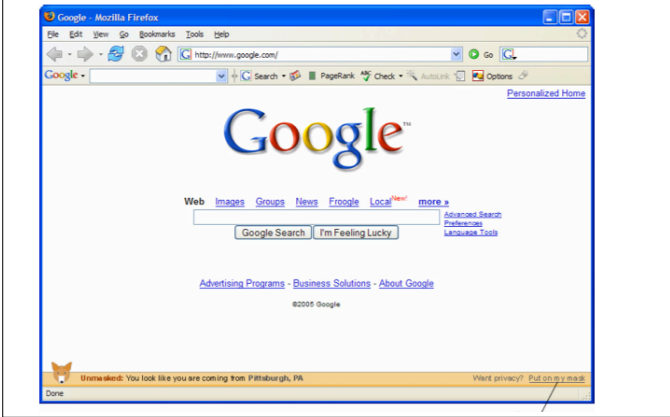 Google - Mozilla Firefox
File Edit View Go Bookmarks Tools Help
http://www.google.com/ Go G
Google Search PageRank ABC Check AutoLink Options
Personalized Home
Google™
Web Images Groups News Froogle Local New! more »
Advanced Search
Preferences
Language Tools
Google Search I'm Feeling Lucky
Advertising Programs - Business Solutions - About Google
©2005 Google
Unmasked: You look like you are coming from Pittsburgh, PA Want privacy? Put on my mask
Done